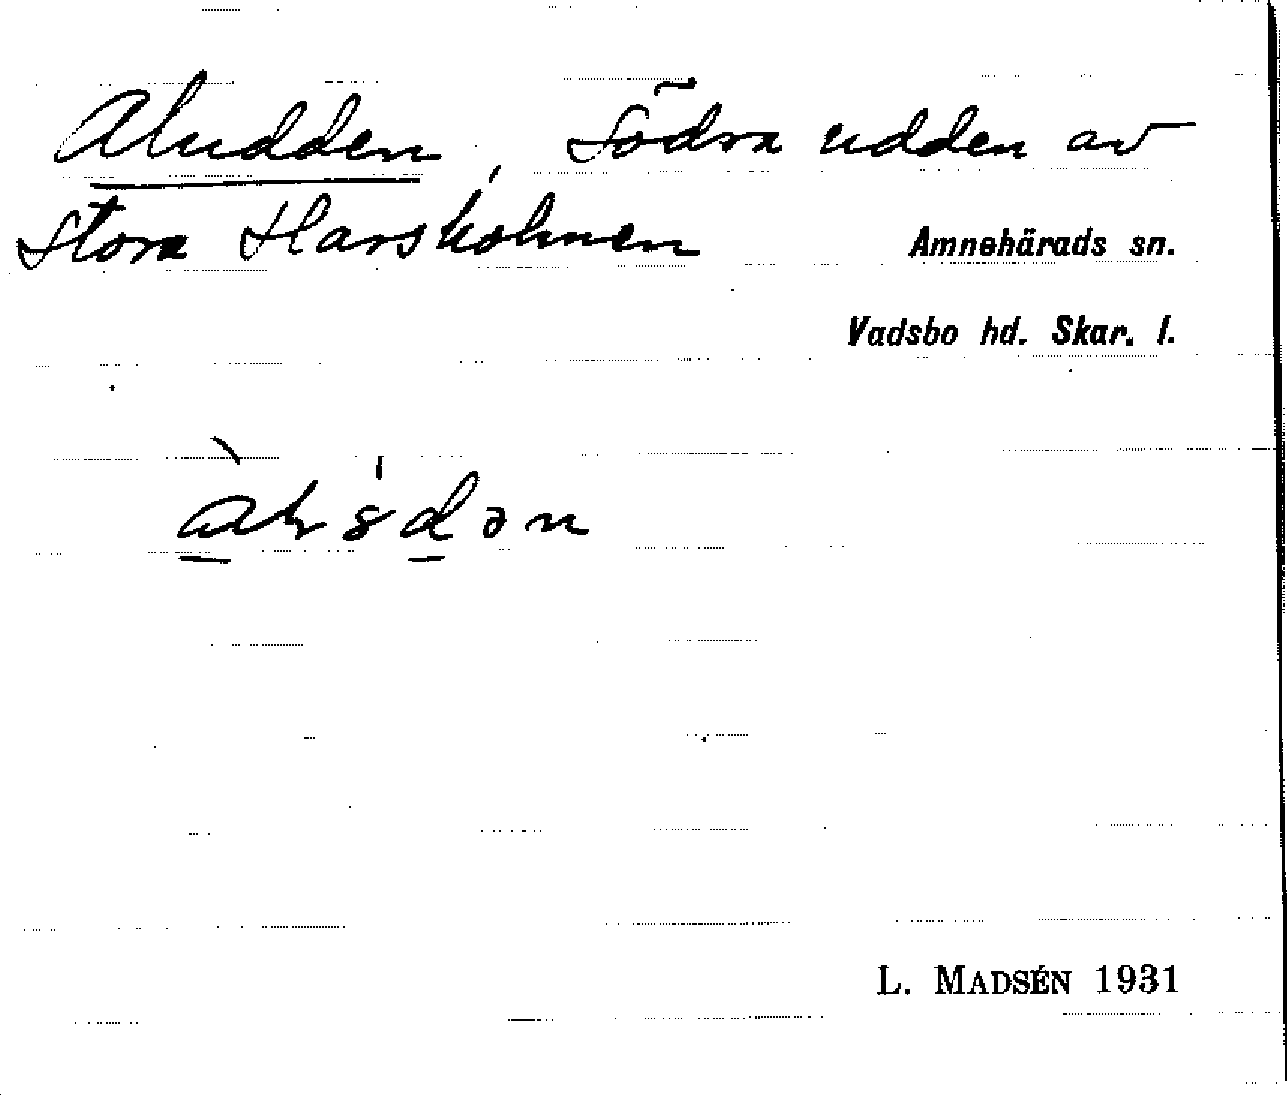 Aludden, Södra udden av
Stora Harsholmen
Amnehärads sn.
Vadsbo hd. Skar. l.
L. MADSÉN 1931